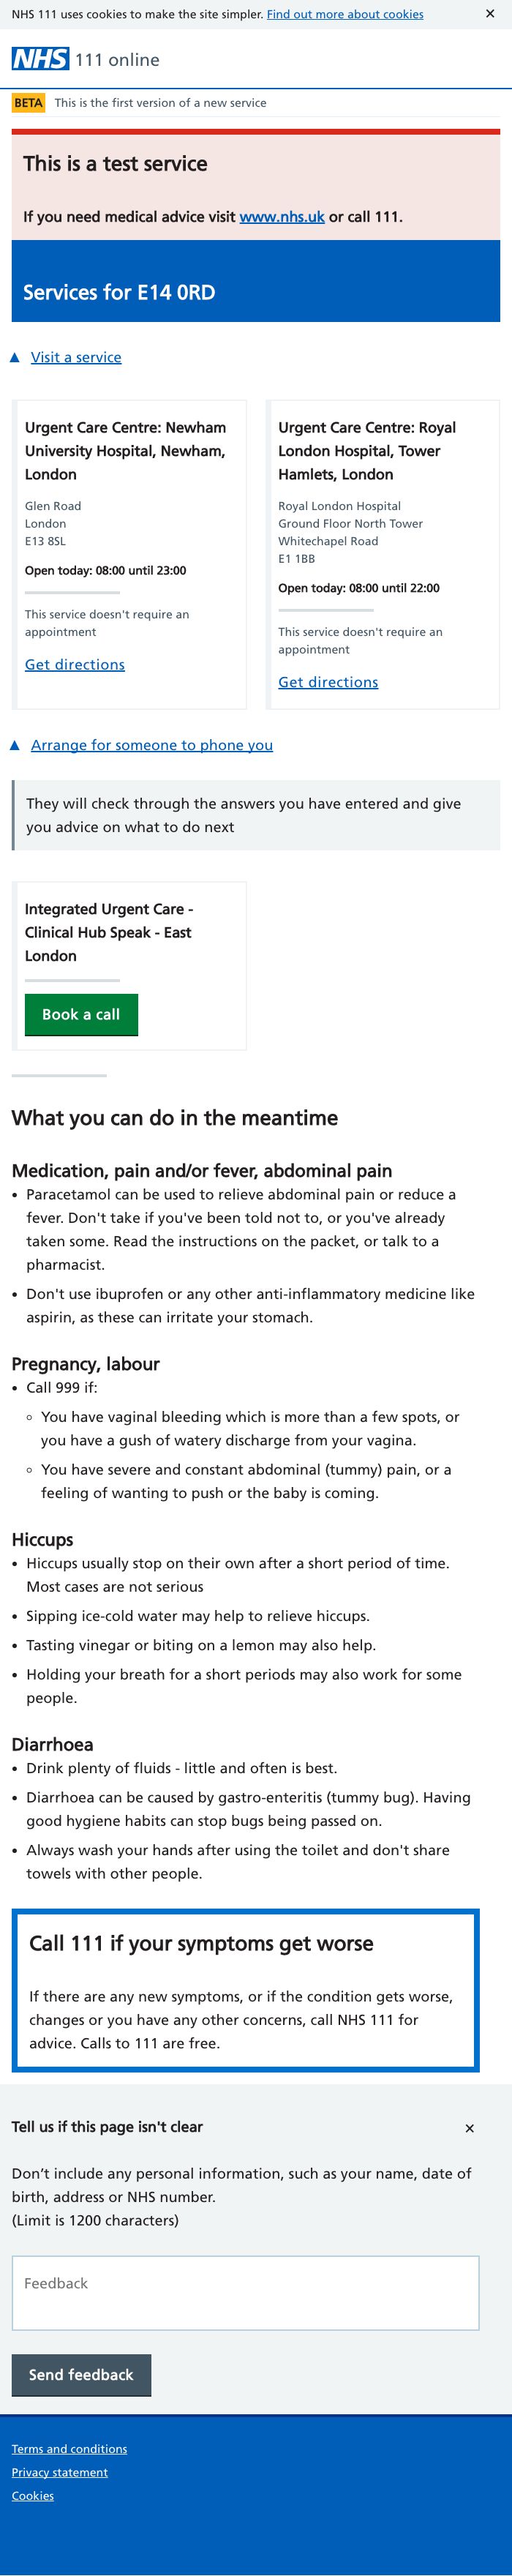 NHS 111 uses cookies to make the site simpler. Find out more about cookies ✕
NHS 111 online
BETA This is the first version of a new service
This is a test service
If you need medical advice visit www.nhs.uk or call 111.
Services for E14 0RD
▲ Visit a service
Urgent Care Centre: Newham
University Hospital, Newham,
London
Glen Road
London
E13 8SL
Open today: 08:00 until 23:00
This service doesn't require an
appointment
Get directions
Urgent Care Centre: Royal
London Hospital, Tower
Hamlets, London
Royal London Hospital
Ground Floor North Tower
Whitechapel Road
E1 1BB
Open today: 08:00 until 22:00
This service doesn't require an
appointment
Get directions
▲ Arrange for someone to phone you
They will check through the answers you have entered and give
you advice on what to do next
Integrated Urgent Care -
Clinical Hub Speak - East
London
Book a call
What you can do in the meantime
Medication, pain and/or fever, abdominal pain
• Paracetamol can be used to relieve abdominal pain or reduce a
fever. Don't take if you've been told not to, or you've already
taken some. Read the instructions on the packet, or talk to a
pharmacist.
• Don't use ibuprofen or any other anti-inflammatory medicine like
aspirin, as these can irritate your stomach.
Pregnancy, labour
• Call 999 if:
◦ You have vaginal bleeding which is more than a few spots, or
you have a gush of watery discharge from your vagina.
◦ You have severe and constant abdominal (tummy) pain, or a
feeling of wanting to push or the baby is coming.
Hiccups
• Hiccups usually stop on their own after a short period of time.
Most cases are not serious
• Sipping ice-cold water may help to relieve hiccups.
• Tasting vinegar or biting on a lemon may also help.
• Holding your breath for a short periods may also work for some
people.
Diarrhoea
• Drink plenty of fluids - little and often is best.
• Diarrhoea can be caused by gastro-enteritis (tummy bug). Having
good hygiene habits can stop bugs being passed on.
• Always wash your hands after using the toilet and don't share
towels with other people.
Call 111 if your symptoms get worse
If there are any new symptoms, or if the condition gets worse,
changes or you have any other concerns, call NHS 111 for
advice. Calls to 111 are free.
Tell us if this page isn't clear ✕
Don’t include any personal information, such as your name, date of
birth, address or NHS number.
(Limit is 1200 characters)
Feedback
Send feedback
Terms and conditions
Privacy statement
Cookies